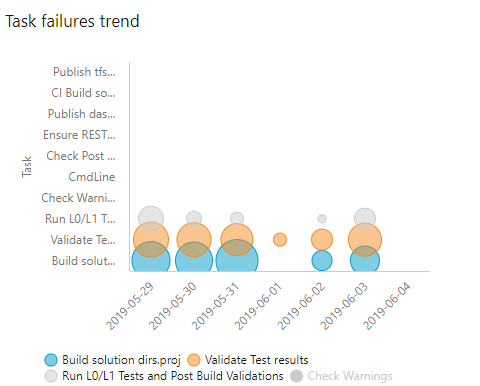 Task failures trend
Task
Publish tfs...
CI Build so...
Publish das...
Ensure REST...
Check Post ...
CmdLine
Check Warni...
Run L0/L1 T...
Validate Te...
Build solut...
2019-05-29
2019-05-30
2019-05-31
2019-06-01
2019-06-02
2019-06-03
2019-06-04
Build solution dirs.proj Validate Test results
Run L0/L1 Tests and Post Build Validations Check Warnings